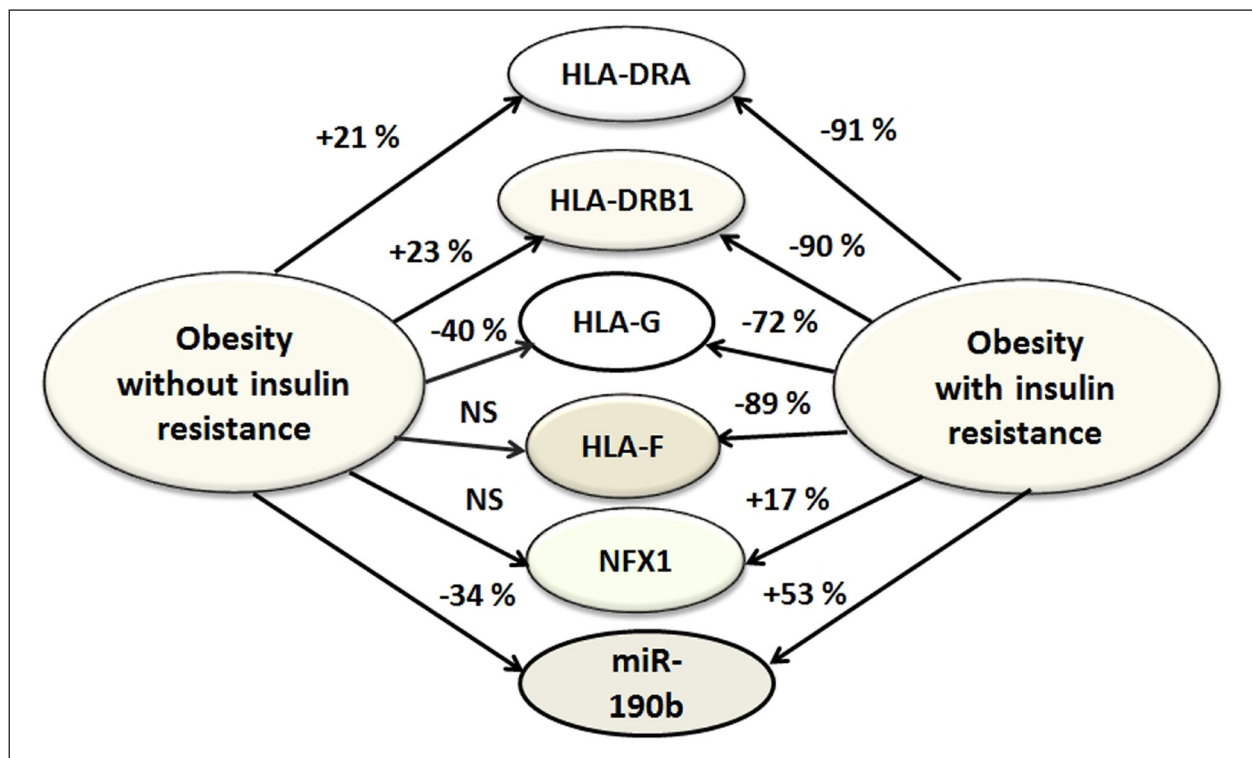 HLA-DRA
+21 %
-91 %
HLA-DRB1
+23 %
-90 %
HLA-G
-40 %
-72 %
Obesity
without insulin
resistance
Obesity
with insulin
resistance
NS
-89 %
HLA-F
NS
+17 %
NFX1
-34 %
+53 %
miR-
190b